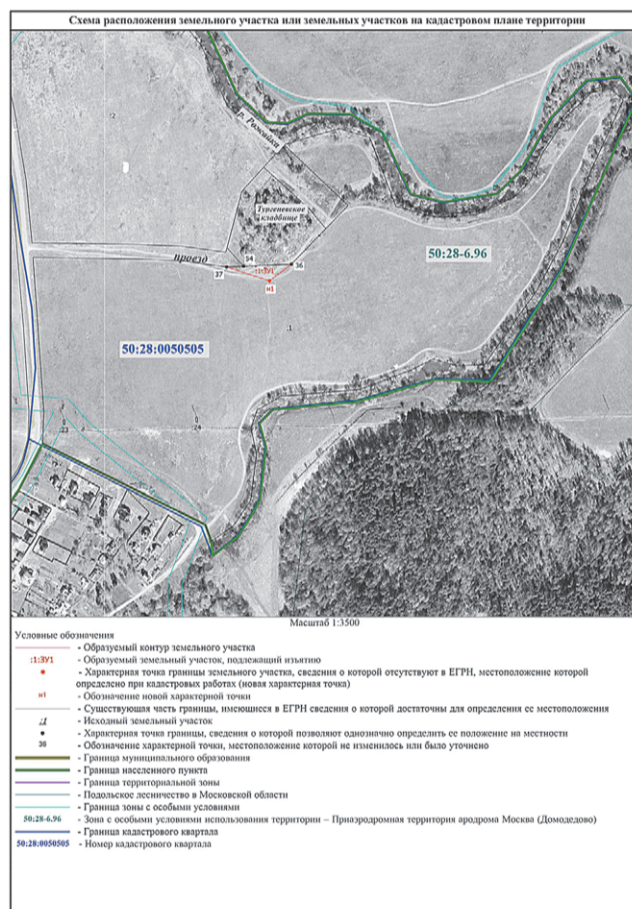 Схема расположения земельного участка или земельных участков на кадастровом плане территории
:2
р. Рожайка
Тургеневское
кладбище
проезд
54
36
37
:1:ЗУ1
н1
50:28-6.96
:1
50:28:0050505
:23
:24
Масштаб 1:3500
Условные обозначения
- Образуемый контур земельного участка
:1:ЗУ1 - Образуемый земельный участок, подлежащий изъятию
- Характерная точка границы земельного участка, сведения о которой отсутствуют в ЕГРН, местоположение которой
определено при кадастровых работах (новая характерная точка)
н1 - Обозначение новой характерной точки
- Существующая часть границы, имеющиеся в ЕГРН сведения о которой достаточны для определения ее местоположения
:1 - Исходный земельный участок
- Характерная точка границы, сведения о которой позволяют однозначно определить ее положение на местности
36 - Обозначение характерной точки, местоположение которой не изменилось или было уточнено
- Граница муниципального образования
- Граница населенного пункта
- Граница территориальной зоны
- Подольское лесничество в Московской области
- Граница зоны с особыми условиями
50:28-6.96 - Зона с особыми условиями использования территории – Приаэродромная территория ародрома Москва (Домодедово)
- Граница кадастрового квартала
50:28:0050505 - Номер кадастрового квартала